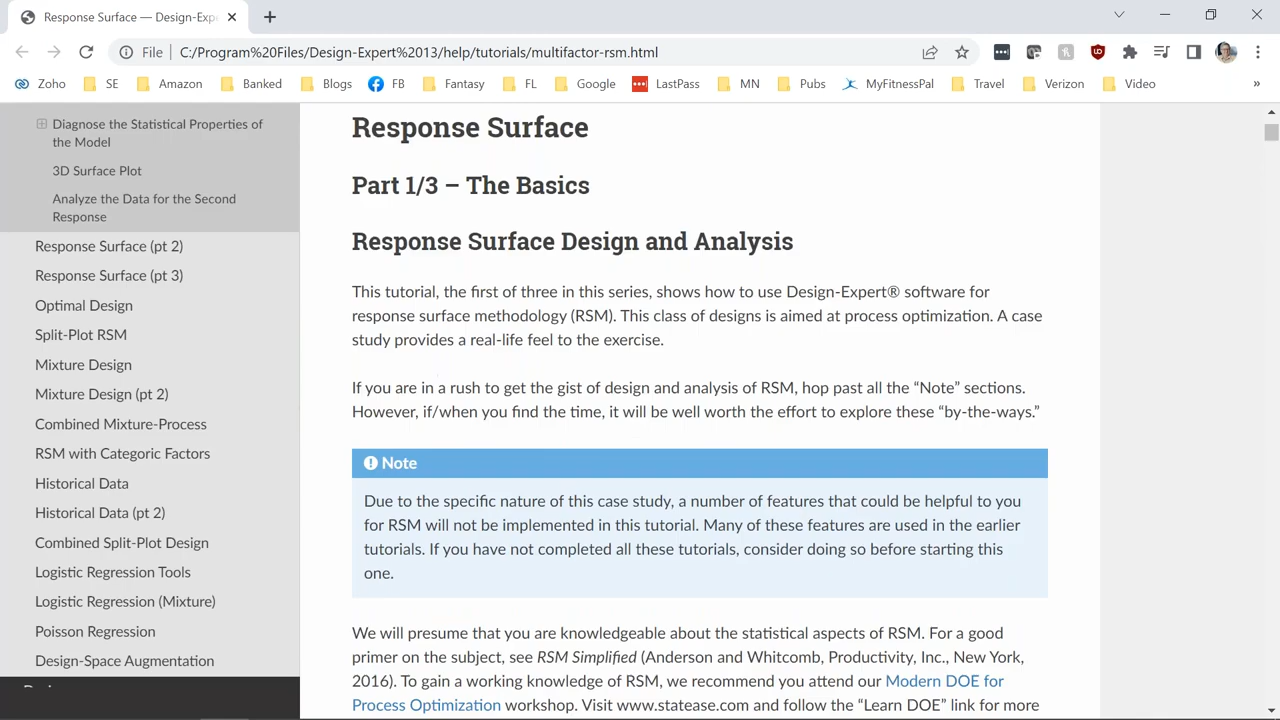 Response Surface — Design-Exp
File C:/Program%20Files/Design-Expert%2013/help/tutorials/multifactor-rsm.html
Zoho SE Amazon Banked Blogs FB Fantasy FL Google LastPass MN MyFitnessPal Pubs Travel Verizon Video »
Diagnose the Statistical Properties of
the Model
3D Surface Plot
Analyze the Data for the Second
Response
Response Surface (pt 2)
Response Surface (pt 3)
Optimal Design
Split-Plot RSM
Mixture Design
Mixture Design (pt 2)
Combined Mixture-Process
RSM with Categoric Factors
Historical Data
Historical Data (pt 2)
Combined Split-Plot Design
Logistic Regression Tools
Logistic Regression (Mixture)
Poisson Regression
Design-Space Augmentation
Response Surface
Part 1/3 – The Basics
Response Surface Design and Analysis
This tutorial, the first of three in this series, shows how to use Design-Expert® software for
response surface methodology (RSM). This class of designs is aimed at process optimization. A case
study provides a real-life feel to the exercise.
If you are in a rush to get the gist of design and analysis of RSM, hop past all the “Note” sections.
However, if/when you find the time, it will be well worth the effort to explore these “by-the-ways.”
Note
Due to the specific nature of this case study, a number of features that could be helpful to you
for RSM will not be implemented in this tutorial. Many of these features are used in the earlier
tutorials. If you have not completed all these tutorials, consider doing so before starting this
one.
We will presume that you are knowledgeable about the statistical aspects of RSM. For a good
primer on the subject, see RSM Simplified (Anderson and Whitcomb, Productivity, Inc., New York,
2016). To gain a working knowledge of RSM, we recommend you attend our Modern DOE for
Process Optimization workshop. Visit www.statease.com and follow the “Learn DOE” link for more